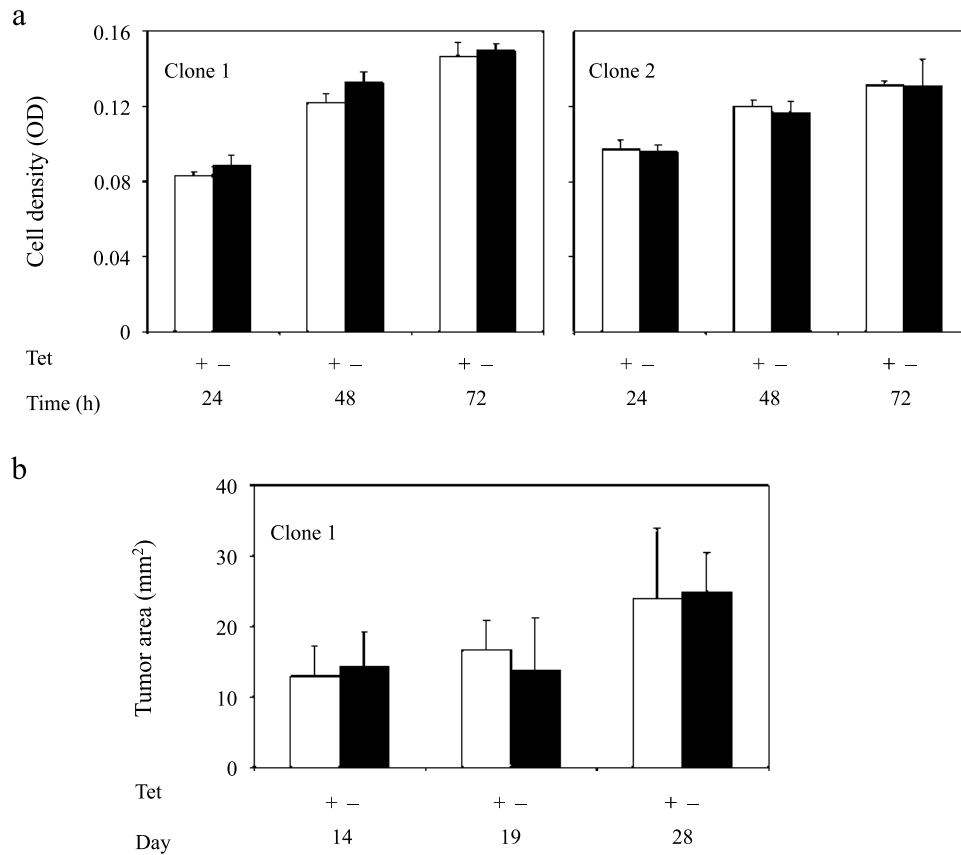 a
0.16
0.12
0.08
0.04
0
Cell density (OD)
Clone 1
Clone 2
Tet + − + − + − + − + − + −
Time (h) 24 48 72 24 48 72
b
40
30
20
10
0
Tumor area (mm²)
Clone 1
Tet + − + − + −
Day 14 19 28